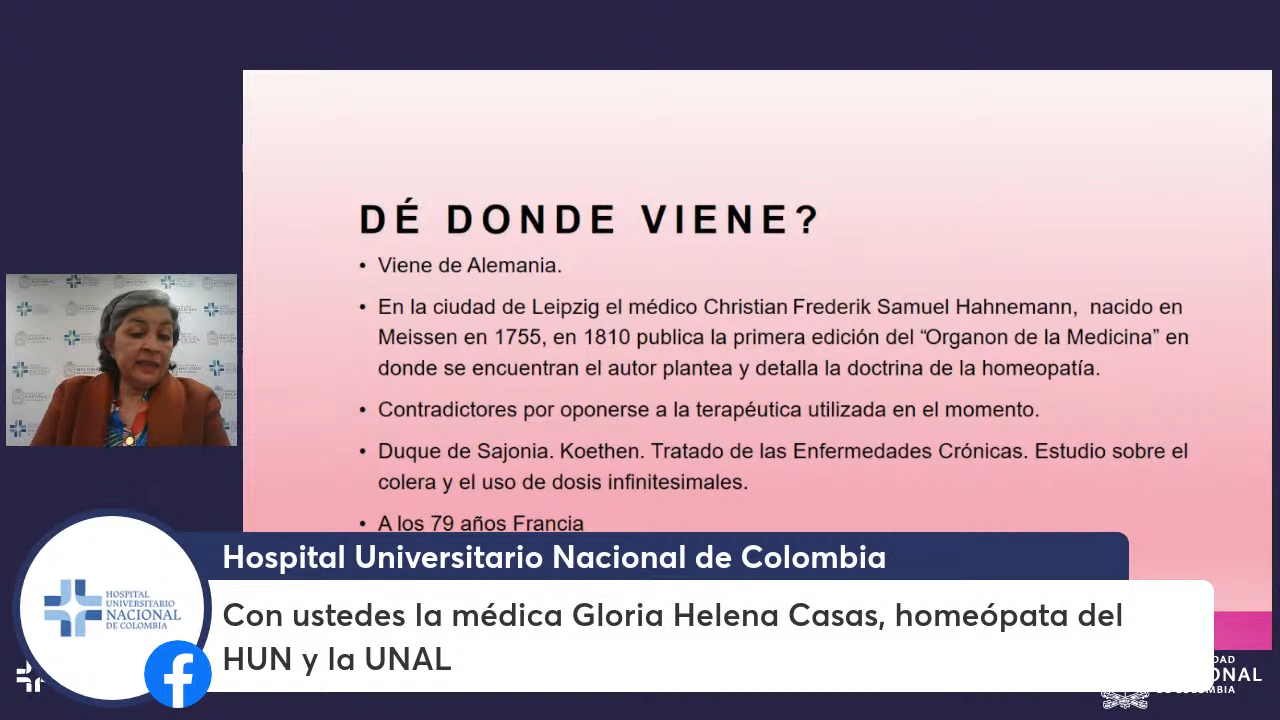 DÉ DONDE VIENE?
• Viene de Alemania.
• En la ciudad de Leipzig el médico Christian Frederik Samuel Hahnemann, nacido en
Meissen en 1755, en 1810 publica la primera edición del “Organon de la Medicina” en
donde se encuentran el autor plantea y detalla la doctrina de la homeopatía.
• Contradictores por oponerse a la terapéutica utilizada en el momento.
• Duque de Sajonia. Koethen. Tratado de las Enfermedades Crónicas. Estudio sobre el
colera y el uso de dosis infinitesimales.
• A los 79 años Francia
Hospital Universitario Nacional de Colombia
Con ustedes la médica Gloria Helena Casas, homeópata del
HUN y la UNAL
HOSPITAL
UNIVERSITARIO
NACIONAL
DE COLOMBIA